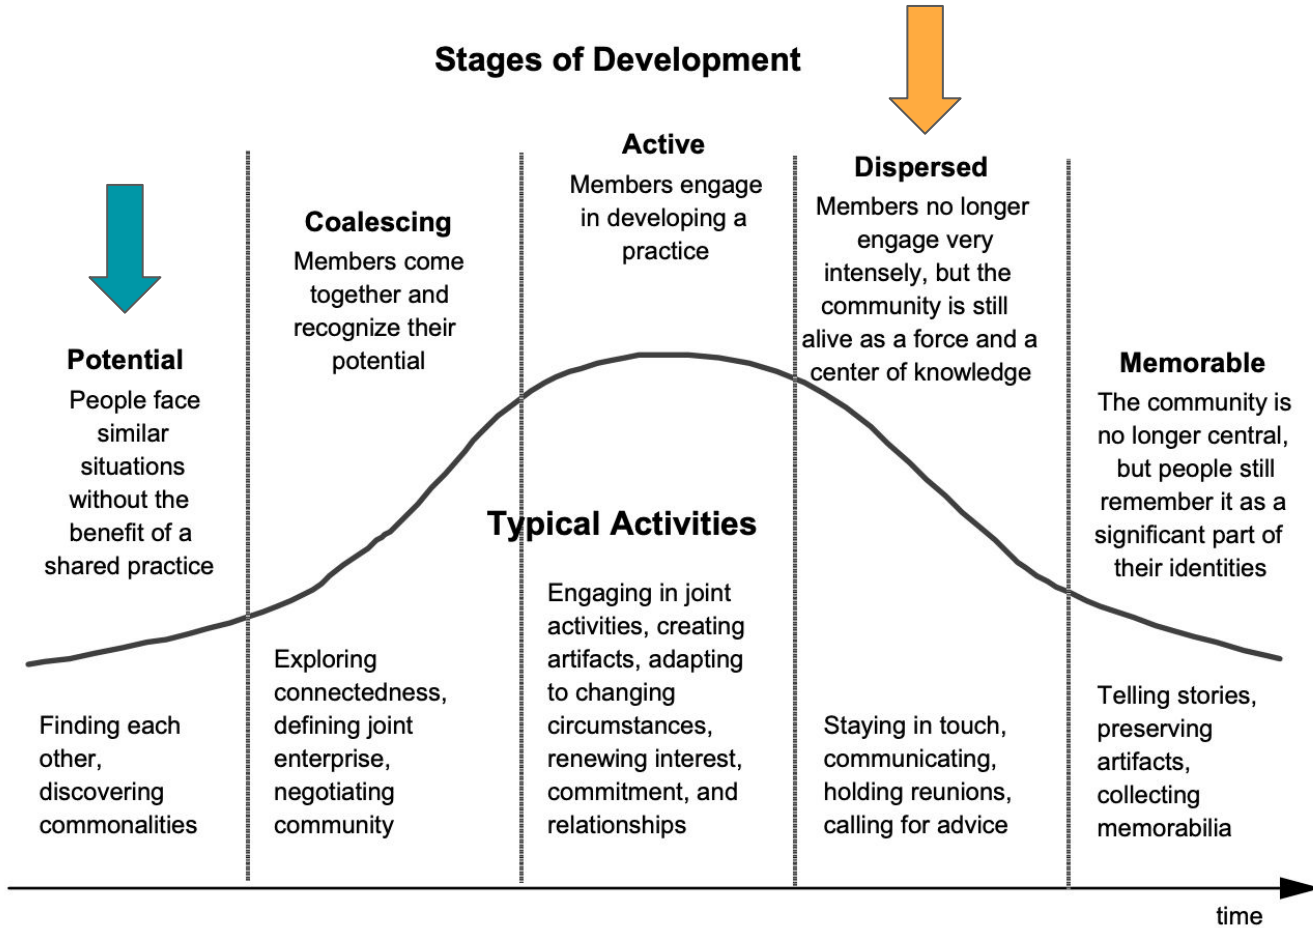 Stages of Development
Potential
People face
similar
situations
without the
benefit of a
shared practice
Coalescing
Members come
together and
recognize their
potential
Active
Members engage
in developing a
practice
Dispersed
Members no longer
engage very
intensely, but the
community is still
alive as a force and a
center of knowledge
Memorable
The community is
no longer central,
but people still
remember it as a
significant part of
their identities
Typical Activities
Finding each
other,
discovering
commonalities
Exploring
connectedness,
defining joint
enterprise,
negotiating
community
Engaging in joint
activities, creating
artifacts, adapting
to changing
circumstances,
renewing interest,
commitment, and
relationships
Staying in touch,
communicating,
holding reunions,
calling for advice
Telling stories,
preserving
artifacts,
collecting
memorabilia
time